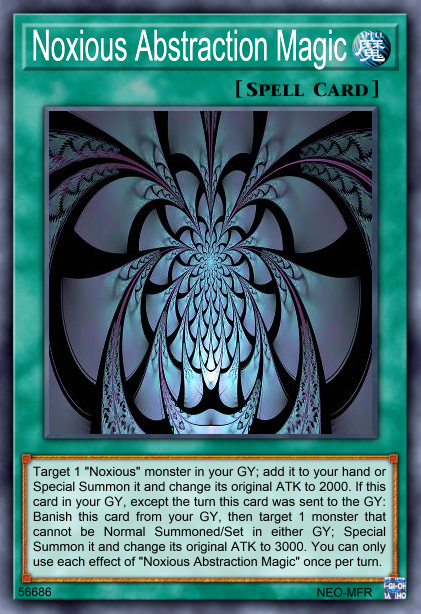 Noxious Abstraction Magic 魔
[ SPELL CARD ]
Target 1 "Noxious" monster in your GY; add it to your hand or
Special Summon it and change its original ATK to 2000. If this
card in your GY, except the turn this card was sent to the GY:
Banish this card from your GY, then target 1 monster that
cannot be Normal Summoned/Set in either GY; Special
Summon it and change its original ATK to 3000. You can only
use each effect of "Noxious Abstraction Magic" once per turn.
56686 NEO-MFR